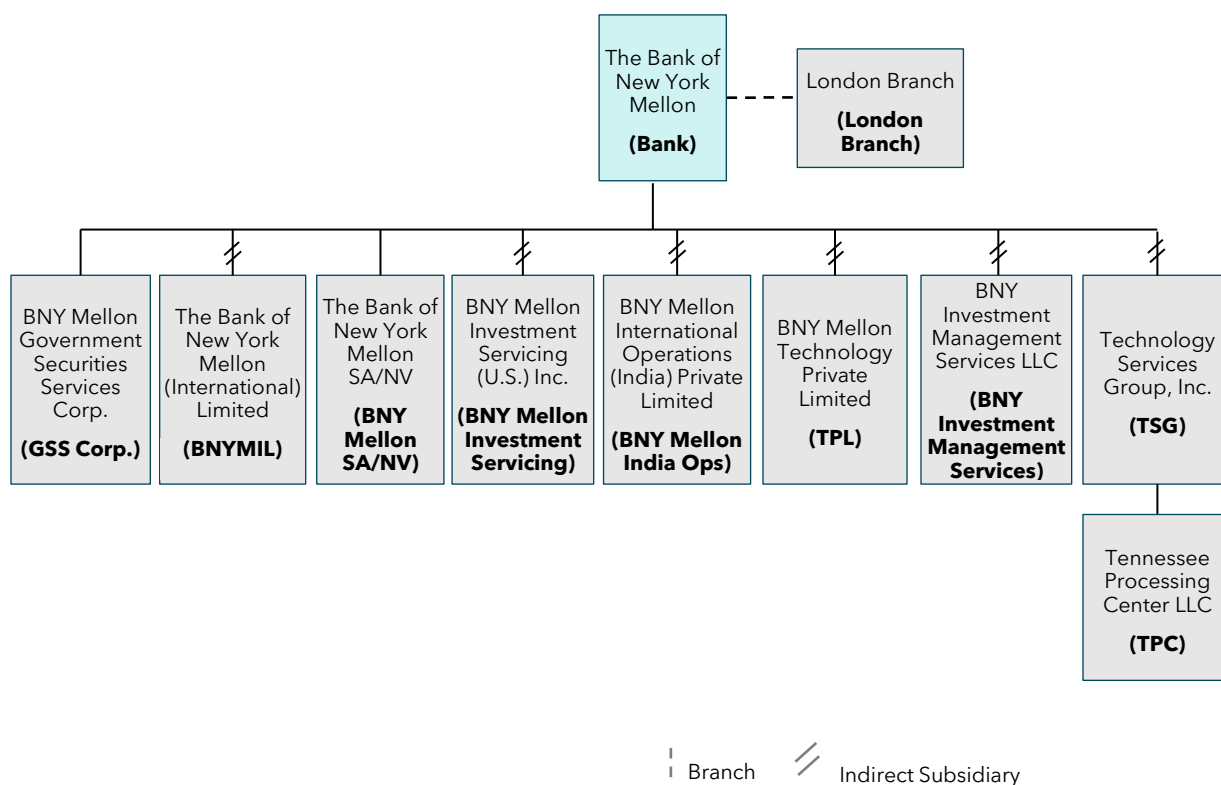 The Bank of
New York
Mellon
(Bank)
London Branch
(London
Branch)
BNY Mellon
Government
Securities
Services
Corp.
(GSS Corp.)
The Bank of
New York
Mellon
(International)
Limited
(BNYMIL)
The Bank of
New York
Mellon
SA/NV
(BNY
Mellon
SA/NV)
BNY Mellon
Investment
Servicing
(U.S.) Inc.
(BNY Mellon
Investment
Servicing)
BNY Mellon
International
Operations
(India) Private
Limited
(BNY Mellon
India Ops)
BNY Mellon
Technology
Private
Limited
(TPL)
BNY
Investment
Management
Services LLC
(BNY
Investment
Management
Services)
Technology
Services
Group, Inc.
(TSG)
Tennessee
Processing
Center LLC
(TPC)
Branch
Indirect Subsidiary